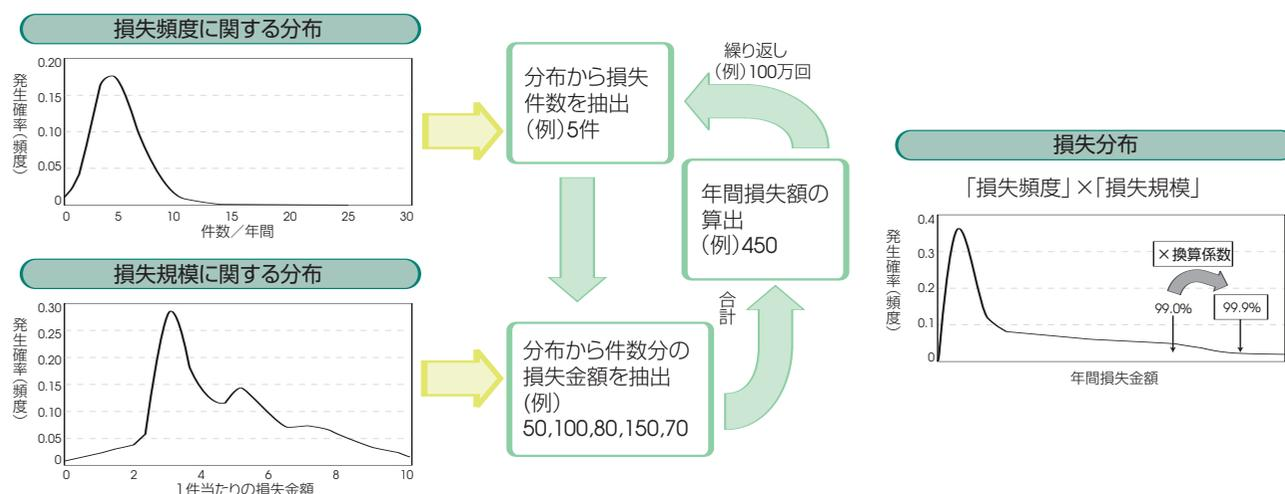 損失頻度に関する分布
発生確率(頻度)
0.20
0.15
0.10
0.05
0
0 5 10 15 20 25 30
件数／年間
損失規模に関する分布
発生確率(頻度)
0.30
0.25
0.20
0.15
0.10
0.05
0
0 2 4 6 8 10
1件当たりの損失金額
分布から損失
件数を抽出
(例)5件
繰り返し
(例)100万回
年間損失額の
算出
(例)450
合計
分布から件数分の
損失金額を抽出
(例)
50,100,80,150,70
損失分布
「損失頻度」×「損失規模」
発生確率(頻度)
0.4
0.3
0.2
0.1
0
×換算係数
99.0%
99.9%
年間損失金額